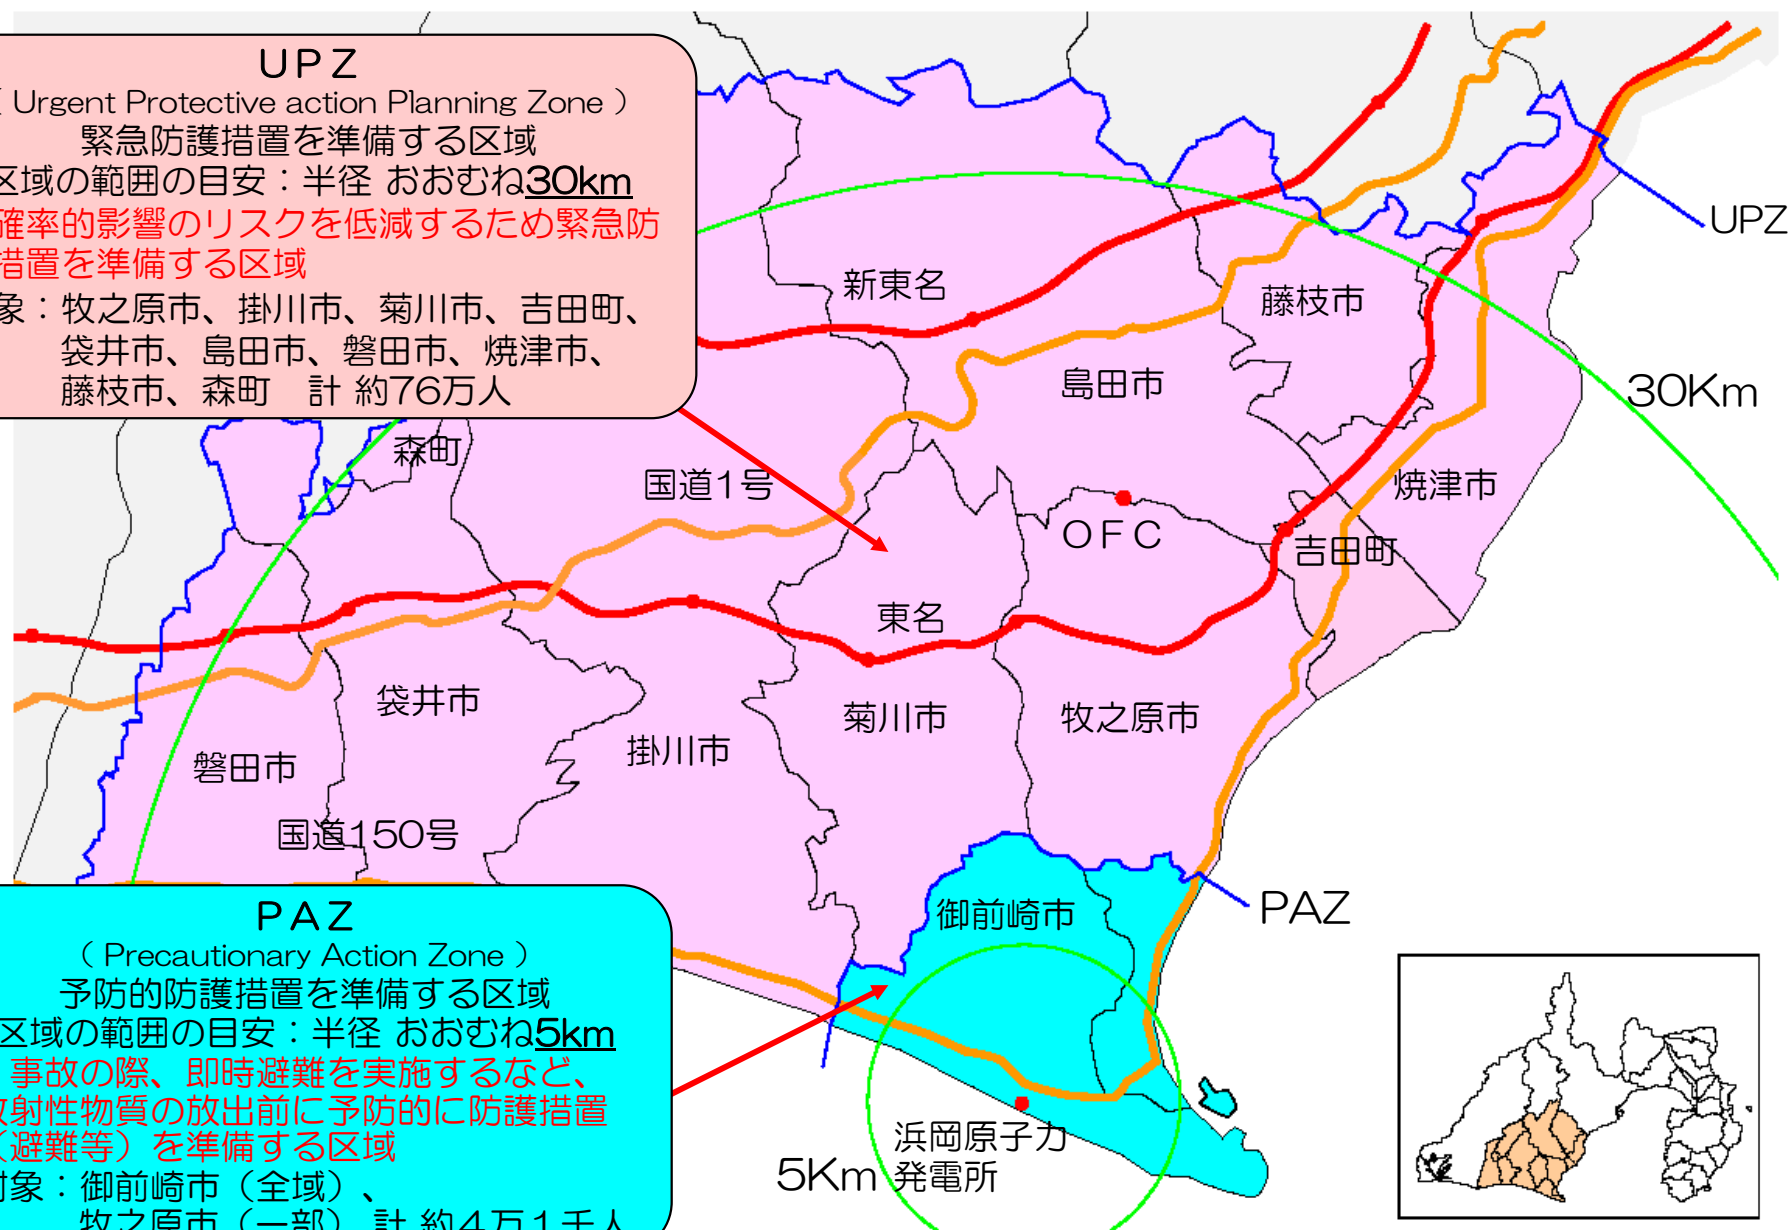 UPZ
( Urgent Protective action Planning Zone )
緊急防護措置を準備する区域
区域の範囲の目安：半径 おおむね30km
確率的影響のリスクを低減するため緊急防
措置を準備する区域
象：牧之原市、掛川市、菊川市、吉田町、
袋井市、島田市、磐田市、焼津市、
藤枝市、森町　計 約76万人
UPZ
新東名
藤枝市
島田市
30Km
森町
国道1号
焼津市
OFC
吉田町
東名
袋井市
菊川市
牧之原市
掛川市
磐田市
国道150号
御前崎市
PAZ
PAZ
( Precautionary Action Zone )
予防的防護措置を準備する区域
区域の範囲の目安：半径 おおむね5km
事故の際、即時避難を実施するなど、
放射性物質の放出前に予防的に防護措置
（避難等）を準備する区域
対象：御前崎市（全域）、
牧之原市（一部） 計 約4万1千人
浜岡原子力
発電所
5Km